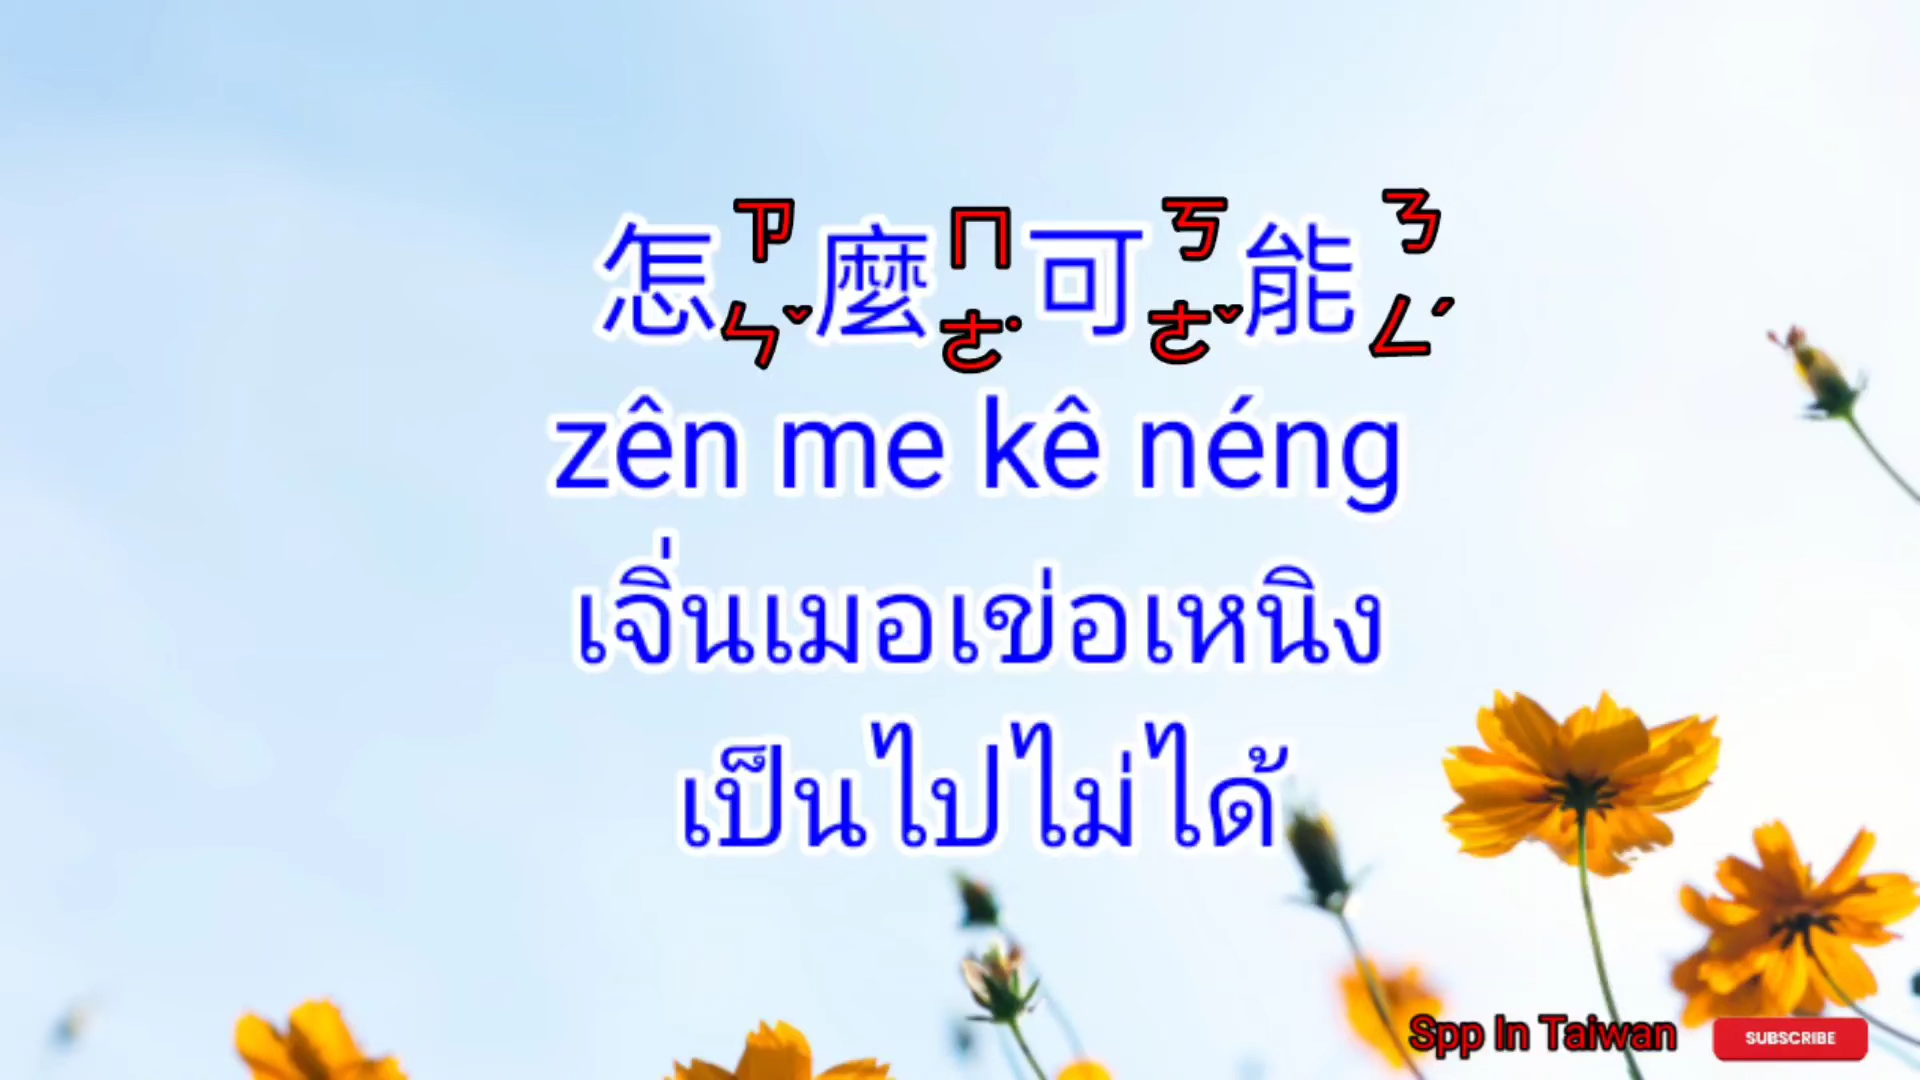 怎ㄗㄣˇ麼ㄇㄜ˙可ㄎㄜˇ能ㄋㄥˊ
zên me kê néng
เจิ่นเมอเข่อเหนิง
เป็นไปไม่ได้
Spp In Taiwan
SUBSCRIBE